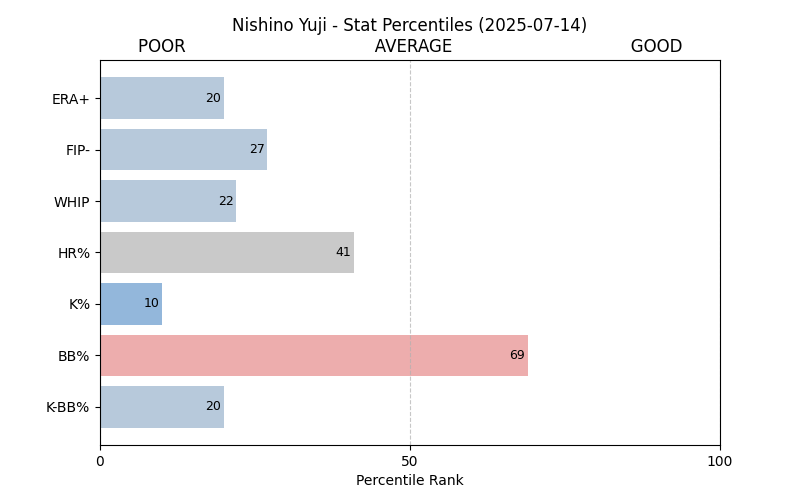 Nishino Yuji - Stat Percentiles (2025-07-14)
POOR AVERAGE GOOD
ERA+ 20
FIP- 27
WHIP 22
HR% 41
K% 10
BB% 69
K-BB% 20
0 50 100
Percentile Rank